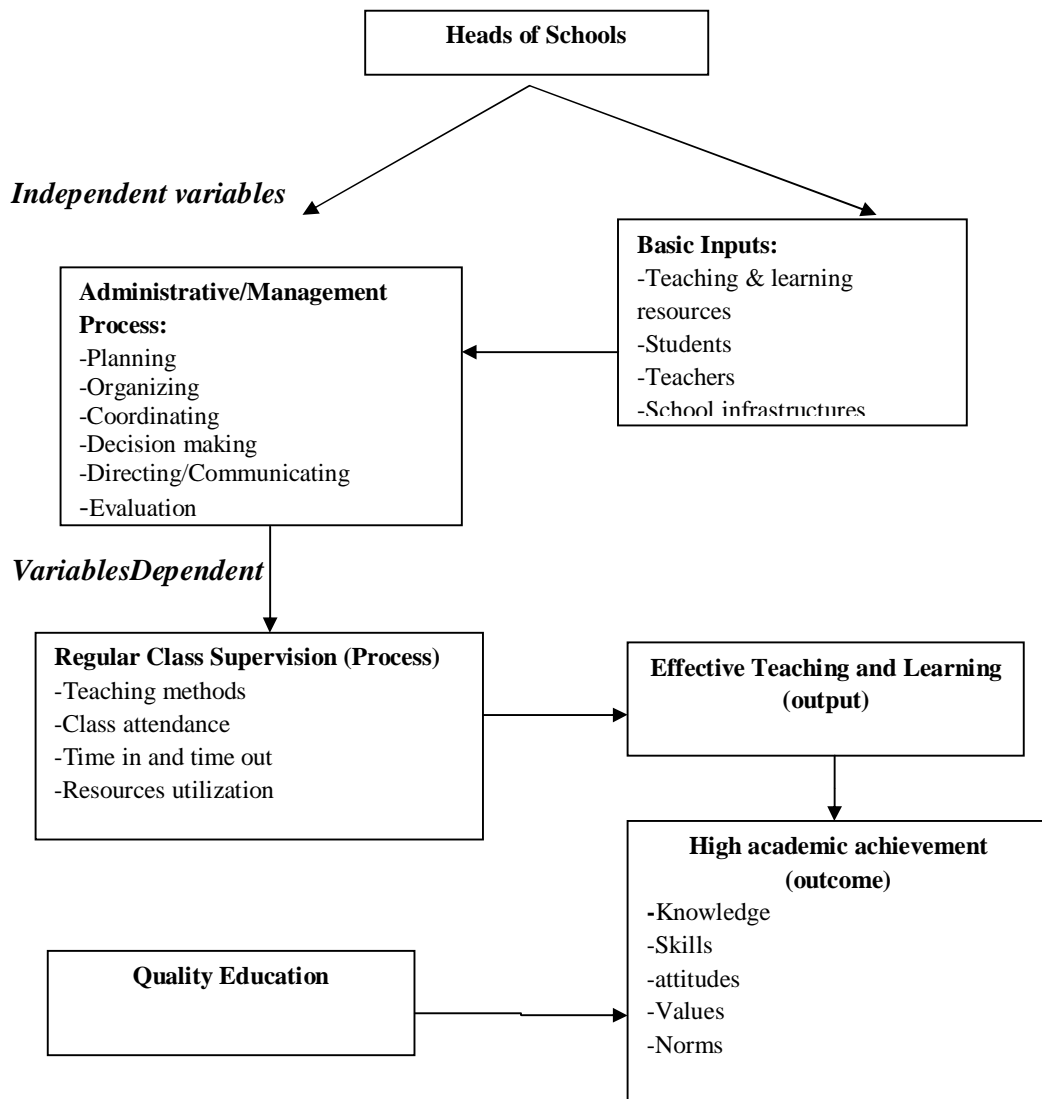 Heads of Schools
Independent variables
Basic Inputs:
-Teaching & learning
resources
-Students
-Teachers
-School infrastructures
Administrative/Management
Process:
-Planning
-Organizing
-Coordinating
-Decision making
-Directing/Communicating
-Evaluation
VariablesDependent
Regular Class Supervision (Process)
-Teaching methods
-Class attendance
-Time in and time out
-Resources utilization
Effective Teaching and Learning
(output)
High academic achievement
(outcome)
-Knowledge
-Skills
-attitudes
-Values
-Norms
Quality Education